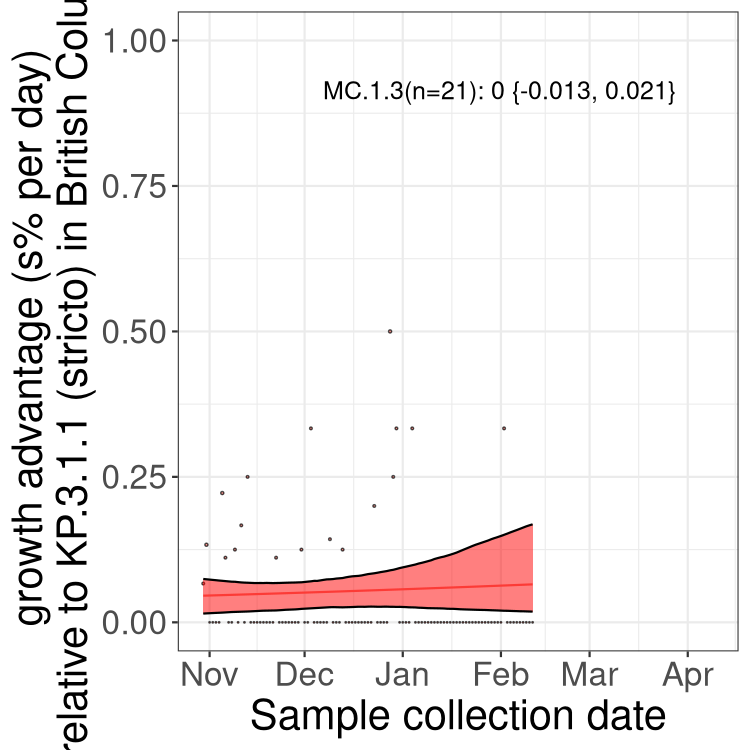 growth advantage (s% per day)
relative to KP.3.1.1 (stricto) in British Colu
1.00
0.75
0.50
0.25
0.00
MC.1.3(n=21): 0 {-0.013, 0.021}
Nov Dec Jan Feb Mar Apr
Sample collection date